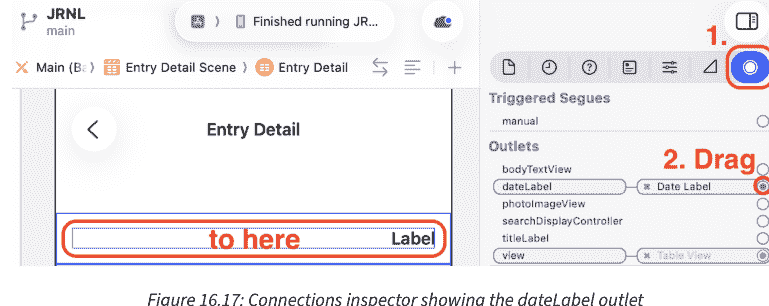 JRNL
main
Finished running JR...
1.
Main (Ba
Entry Detail Scene
Entry Detail
Triggered Segues
manual
Outlets
2. Drag
bodyTextView
dateLabel
Date Label
photoImageView
searchDisplayController
titleLabel
view
Table View
Entry Detail
to here
Label
Figure 16.17: Connections inspector showing the dateLabel outlet